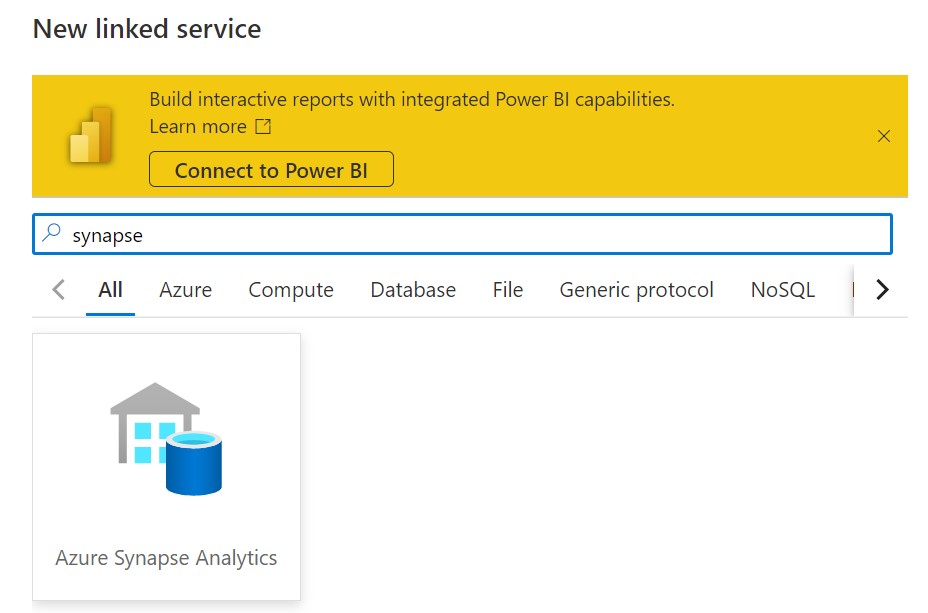 New linked service
Build interactive reports with integrated Power BI capabilities.
Learn more
Connect to Power BI
synapse
All Azure Compute Database File Generic protocol NoSQL
Azure Synapse Analytics